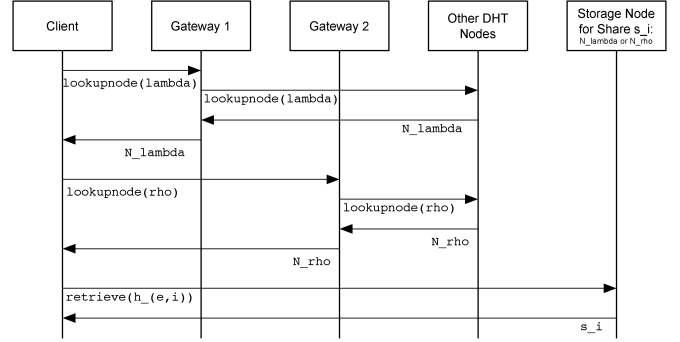 Client
Gateway 1
Gateway 2
Other DHT
Nodes
Storage Node
for Share s_i:
N_lambda or N_rho
lookupnode(lambda)
lookupnode(lambda)
N_lambda
N_lambda
lookupnode(rho)
lookupnode(rho)
N_rho
N_rho
retrieve(h_(e,i))
s_i